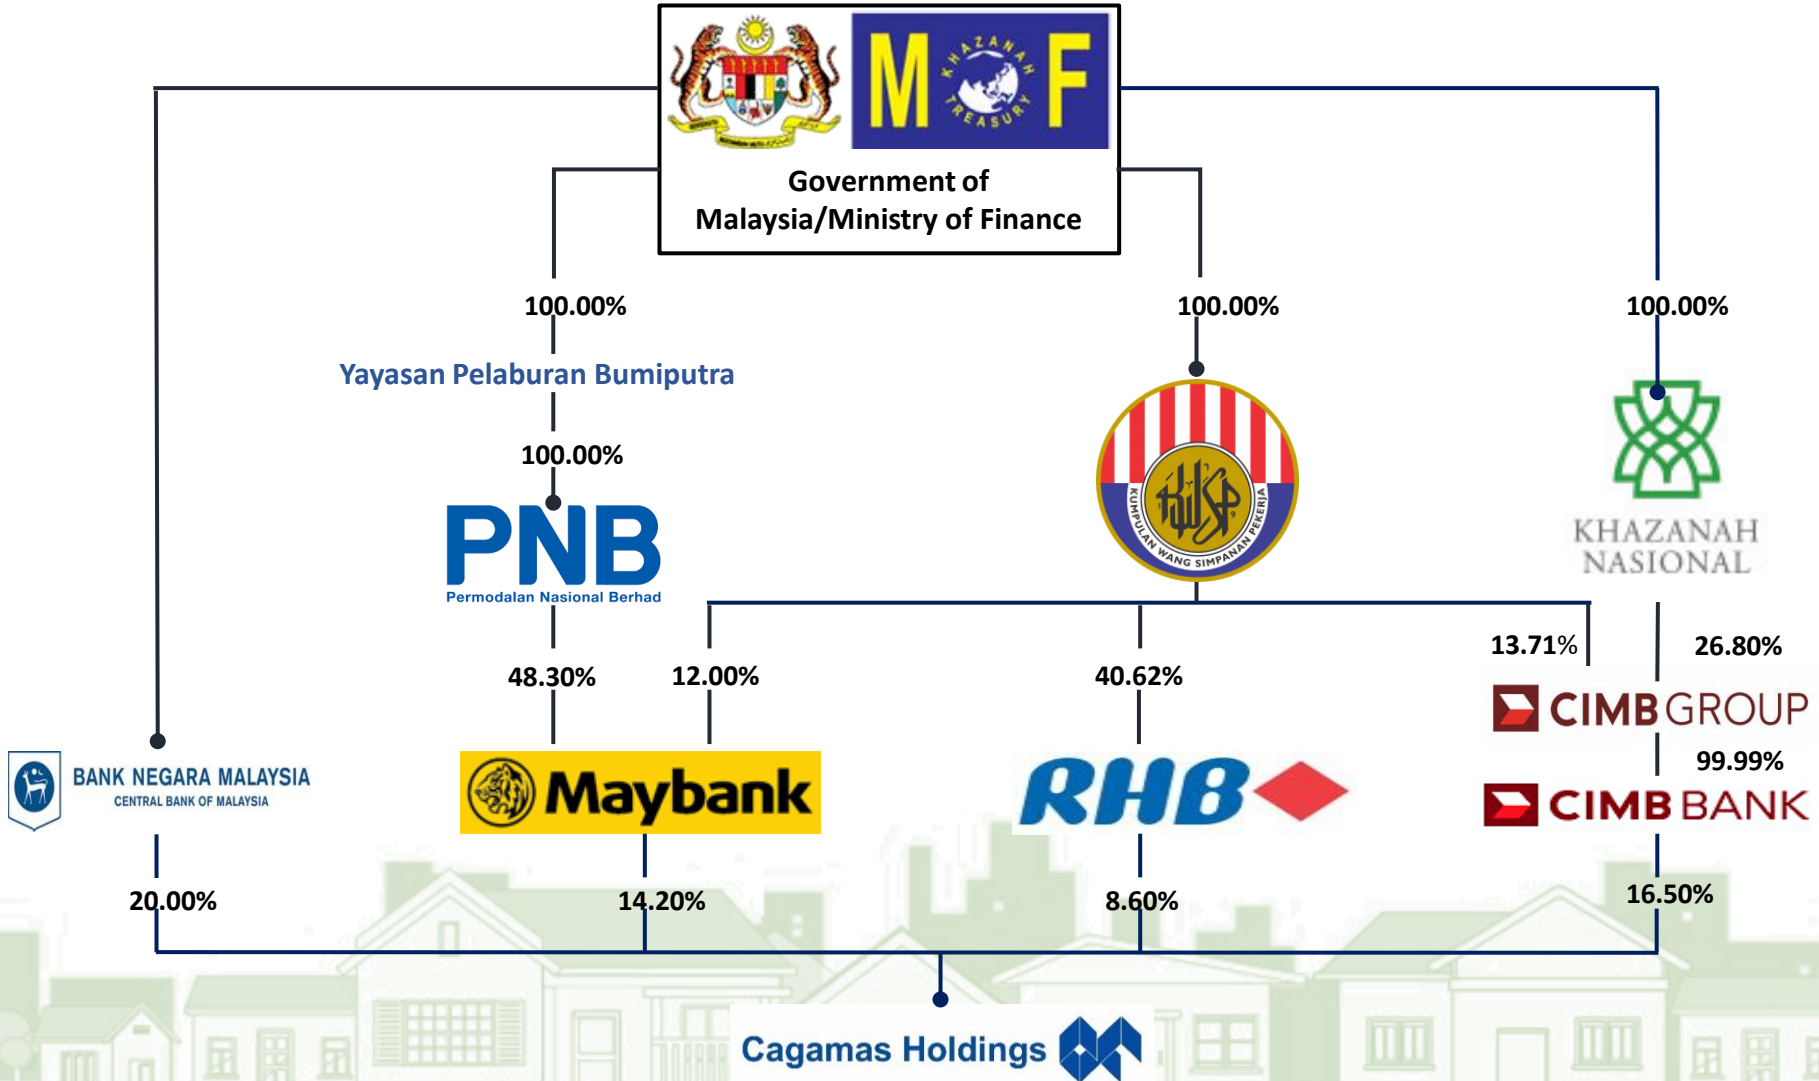 M F
KHAZANAH
TREASURY
Government of
Malaysia/Ministry of Finance
100.00%
100.00%
100.00%
Yayasan Pelaburan Bumiputra
100.00%
PNB
Permodalan Nasional Berhad
KUMPULAN WANG SIMPANAN PEKERJA
KHAZANAH
NASIONAL
48.30%
12.00%
40.62%
13.71%
26.80%
CIMB GROUP
99.99%
BANK NEGARA MALAYSIA
CENTRAL BANK OF MALAYSIA
Maybank
RHB
CIMB BANK
20.00%
14.20%
8.60%
16.50%
Cagamas Holdings